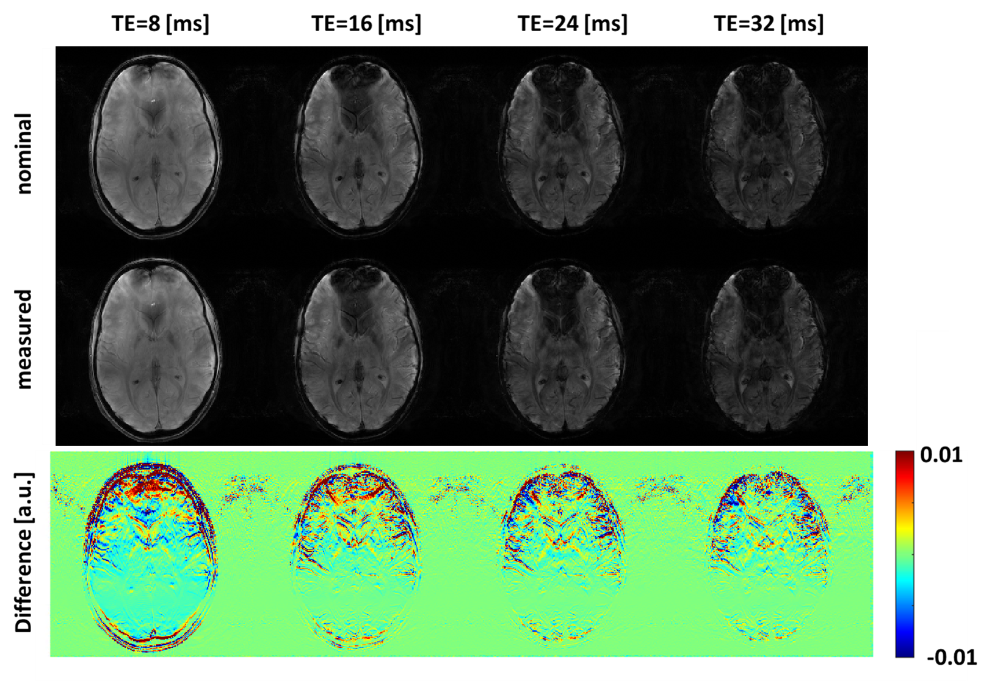 TE=8 [ms]
TE=16 [ms]
TE=24 [ms]
TE=32 [ms]
nominal
measured
Difference [a.u.]
0.01
-0.01